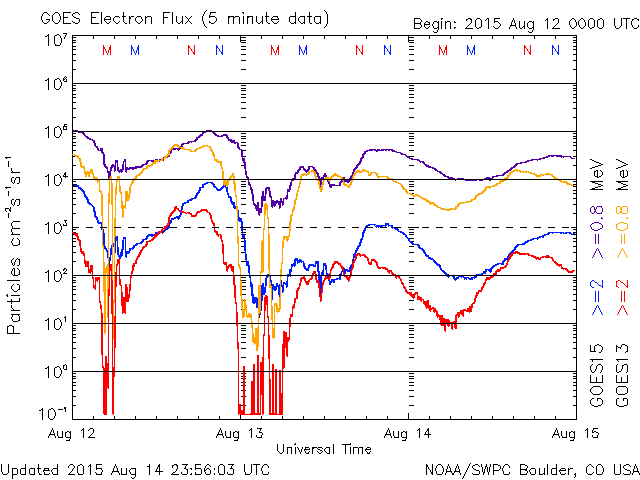 GOES Electron Flux (5 minute data)
Begin: 2015 Aug 12 0000 UTC
10⁷
M M N N M M N N M M N N
10⁶
10⁵
10⁴
10³
10²
10¹
10⁰
10⁻¹
Particles cm⁻²s⁻¹sr⁻¹
Aug 12 Aug 13 Aug 14 Aug 15
Universal Time
GOES15 >=2 >=0.8 MeV
GOES13 >=2 >=0.8 MeV
Updated 2015 Aug 14 23:56:03 UTC
NOAA/SWPC Boulder, CO USA